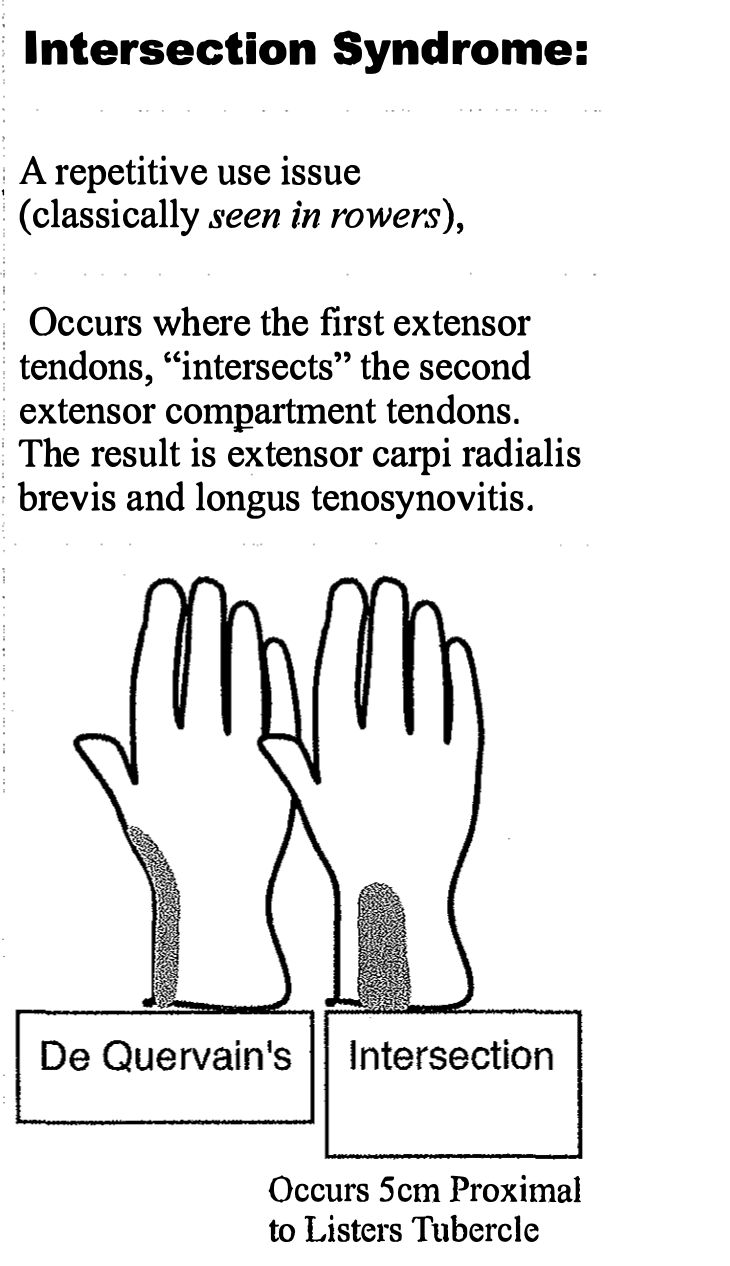 Intersection Syndrome:
A repetitive use issue
(classically seen in rowers),
Occurs where the first extensor
tendons, “intersects” the second
extensor compartment tendons.
The result is extensor carpi radialis
brevis and longus tenosynovitis.
De Quervain's
Intersection
Occurs 5cm Proximal
to Listers Tubercle